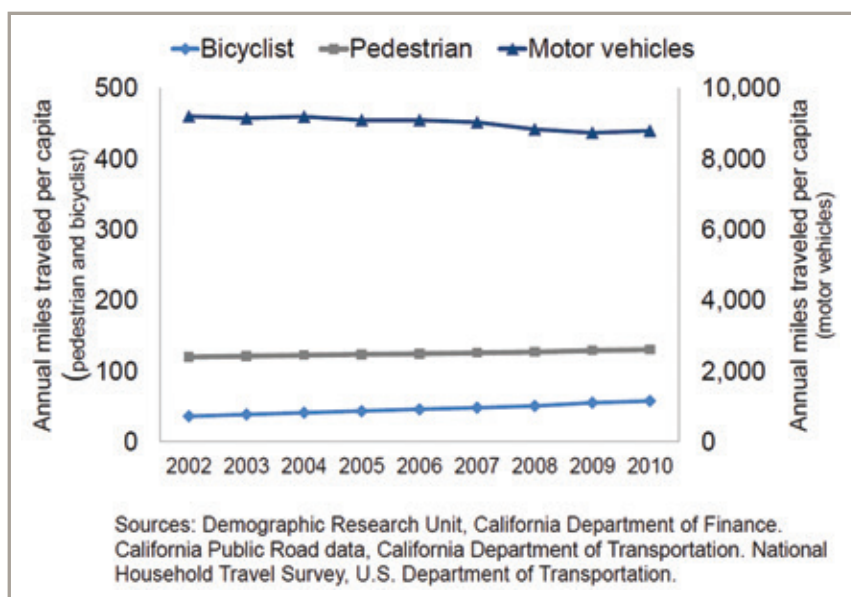 Bicyclist Pedestrian Motor vehicles
500
400
300
200
100
0
Annual miles traveled per capita
(pedestrian and bicyclist)
10,000
8,000
6,000
4,000
2,000
0
Annual miles traveled per capita
(motor vehicles)
2002 2003 2004 2005 2006 2007 2008 2009 2010
Sources: Demographic Research Unit, California Department of Finance.
California Public Road data, California Department of Transportation. National
Household Travel Survey, U.S. Department of Transportation.